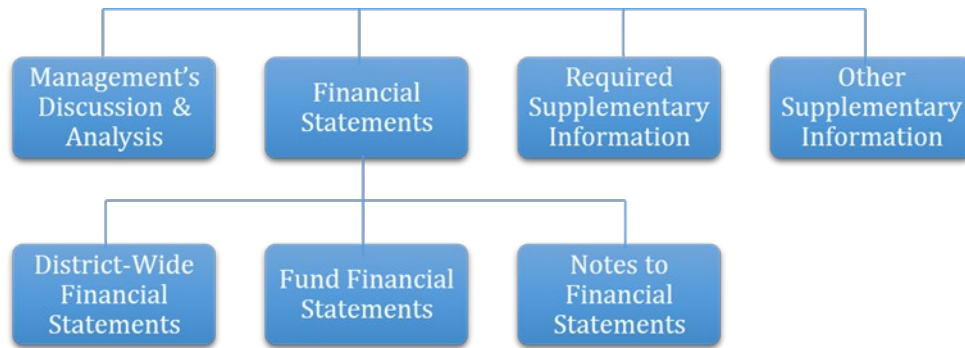 Management’s
Discussion &
Analysis
Financial
Statements
Required
Supplementary
Information
Other
Supplementary
Information
District-Wide
Financial
Statements
Fund Financial
Statements
Notes to
Financial
Statements